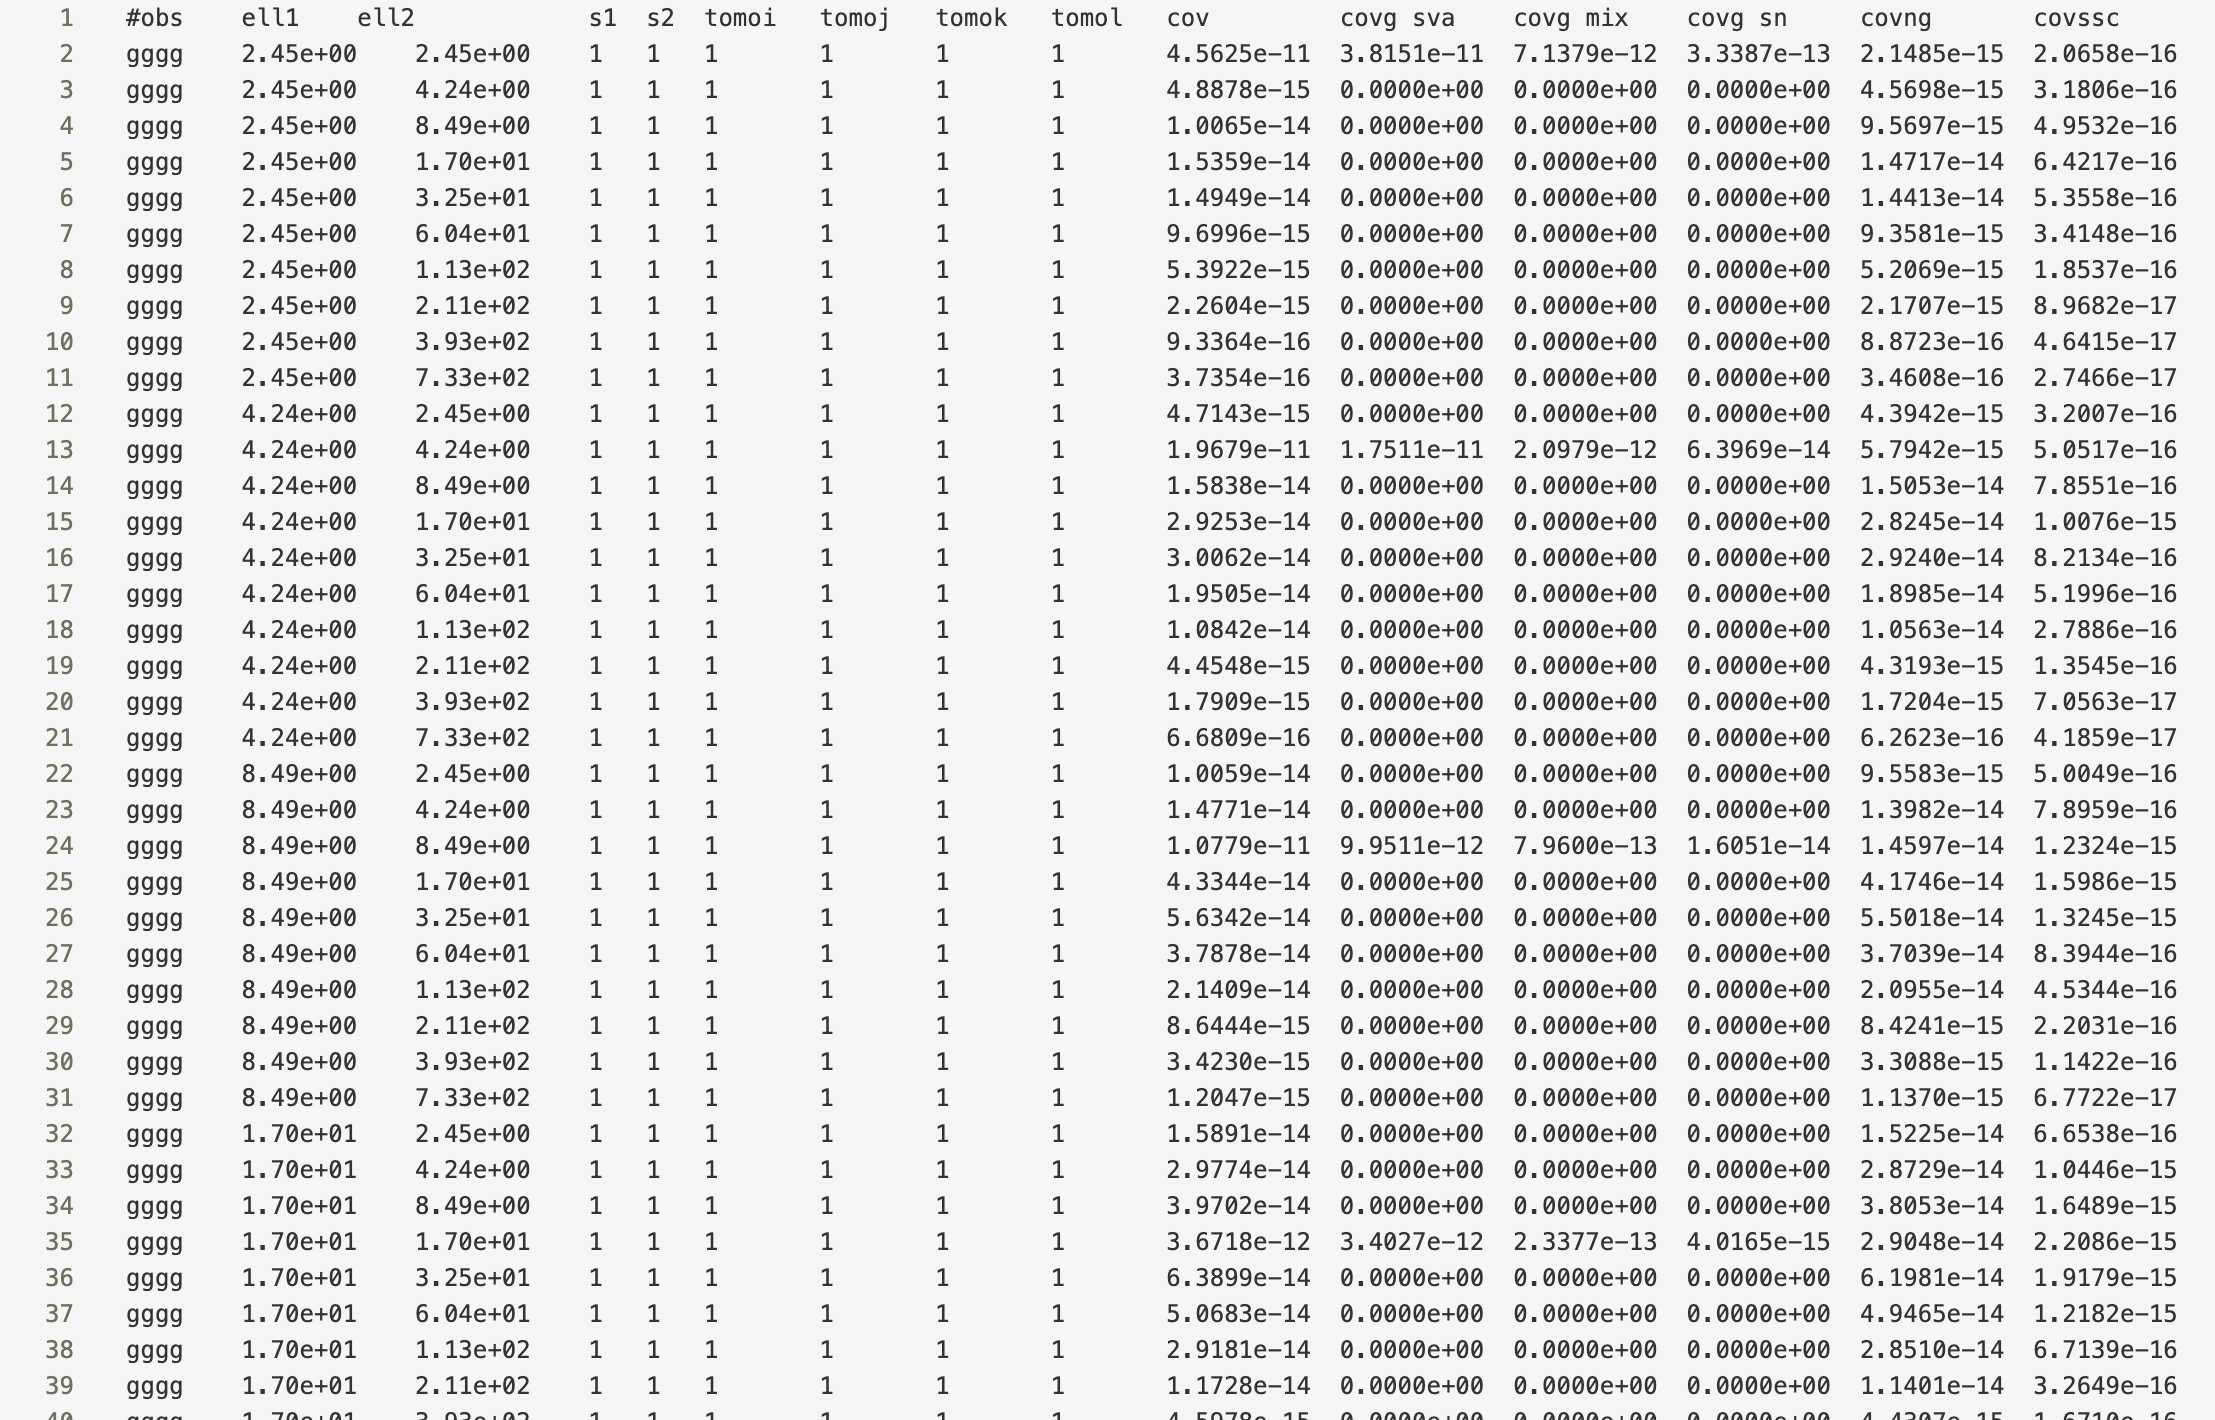 1 #obs ell1 ell2 s1 s2 tomoi tomoj tomok tomol cov covg sva covg mix covg sn covng covssc
2 gggg 2.45e+00 2.45e+00 1 1 1 1 1 1 4.5625e-11 3.8151e-11 7.1379e-12 3.3387e-13 2.1485e-15 2.0658e-16
3 gggg 2.45e+00 4.24e+00 1 1 1 1 1 1 4.8878e-15 0.0000e+00 0.0000e+00 0.0000e+00 4.5698e-15 3.1806e-16
4 gggg 2.45e+00 8.49e+00 1 1 1 1 1 1 1.0065e-14 0.0000e+00 0.0000e+00 0.0000e+00 9.5697e-15 4.9532e-16
5 gggg 2.45e+00 1.70e+01 1 1 1 1 1 1 1.5359e-14 0.0000e+00 0.0000e+00 0.0000e+00 1.4717e-14 6.4217e-16
6 gggg 2.45e+00 3.25e+01 1 1 1 1 1 1 1.4949e-14 0.0000e+00 0.0000e+00 0.0000e+00 1.4413e-14 5.3558e-16
7 gggg 2.45e+00 6.04e+01 1 1 1 1 1 1 9.6996e-15 0.0000e+00 0.0000e+00 0.0000e+00 9.3581e-15 3.4148e-16
8 gggg 2.45e+00 1.13e+02 1 1 1 1 1 1 5.3922e-15 0.0000e+00 0.0000e+00 0.0000e+00 5.2069e-15 1.8537e-16
9 gggg 2.45e+00 2.11e+02 1 1 1 1 1 1 2.2604e-15 0.0000e+00 0.0000e+00 0.0000e+00 2.1707e-15 8.9682e-17
10 gggg 2.45e+00 3.93e+02 1 1 1 1 1 1 9.3364e-16 0.0000e+00 0.0000e+00 0.0000e+00 8.8723e-16 4.6415e-17
11 gggg 2.45e+00 7.33e+02 1 1 1 1 1 1 3.7354e-16 0.0000e+00 0.0000e+00 0.0000e+00 3.4608e-16 2.7466e-17
12 gggg 4.24e+00 2.45e+00 1 1 1 1 1 1 4.7143e-15 0.0000e+00 0.0000e+00 0.0000e+00 4.3942e-15 3.2007e-16
13 gggg 4.24e+00 4.24e+00 1 1 1 1 1 1 1.9679e-11 1.7511e-11 2.0979e-12 6.3969e-14 5.7942e-15 5.0517e-16
14 gggg 4.24e+00 8.49e+00 1 1 1 1 1 1 1.5838e-14 0.0000e+00 0.0000e+00 0.0000e+00 1.5053e-14 7.8551e-16
15 gggg 4.24e+00 1.70e+01 1 1 1 1 1 1 2.9253e-14 0.0000e+00 0.0000e+00 0.0000e+00 2.8245e-14 1.0076e-15
16 gggg 4.24e+00 3.25e+01 1 1 1 1 1 1 3.0062e-14 0.0000e+00 0.0000e+00 0.0000e+00 2.9240e-14 8.2134e-16
17 gggg 4.24e+00 6.04e+01 1 1 1 1 1 1 1.9505e-14 0.0000e+00 0.0000e+00 0.0000e+00 1.8985e-14 5.1996e-16
18 gggg 4.24e+00 1.13e+02 1 1 1 1 1 1 1.0842e-14 0.0000e+00 0.0000e+00 0.0000e+00 1.0563e-14 2.7886e-16
19 gggg 4.24e+00 2.11e+02 1 1 1 1 1 1 4.4548e-15 0.0000e+00 0.0000e+00 0.0000e+00 4.3193e-15 1.3545e-16
20 gggg 4.24e+00 3.93e+02 1 1 1 1 1 1 1.7909e-15 0.0000e+00 0.0000e+00 0.0000e+00 1.7204e-15 7.0563e-17
21 gggg 4.24e+00 7.33e+02 1 1 1 1 1 1 6.6809e-16 0.0000e+00 0.0000e+00 0.0000e+00 6.2623e-16 4.1859e-17
22 gggg 8.49e+00 2.45e+00 1 1 1 1 1 1 1.0059e-14 0.0000e+00 0.0000e+00 0.0000e+00 9.5583e-15 5.0049e-16
23 gggg 8.49e+00 4.24e+00 1 1 1 1 1 1 1.4771e-14 0.0000e+00 0.0000e+00 0.0000e+00 1.3982e-14 7.8959e-16
24 gggg 8.49e+00 8.49e+00 1 1 1 1 1 1 1.0779e-11 9.9511e-12 7.9600e-13 1.6051e-14 1.4597e-14 1.2324e-15
25 gggg 8.49e+00 1.70e+01 1 1 1 1 1 1 4.3344e-14 0.0000e+00 0.0000e+00 0.0000e+00 4.1746e-14 1.5986e-15
26 gggg 8.49e+00 3.25e+01 1 1 1 1 1 1 5.6342e-14 0.0000e+00 0.0000e+00 0.0000e+00 5.5018e-14 1.3245e-15
27 gggg 8.49e+00 6.04e+01 1 1 1 1 1 1 3.7878e-14 0.0000e+00 0.0000e+00 0.0000e+00 3.7039e-14 8.3944e-16
28 gggg 8.49e+00 1.13e+02 1 1 1 1 1 1 2.1409e-14 0.0000e+00 0.0000e+00 0.0000e+00 2.0955e-14 4.5344e-16
29 gggg 8.49e+00 2.11e+02 1 1 1 1 1 1 8.6444e-15 0.0000e+00 0.0000e+00 0.0000e+00 8.4241e-15 2.2031e-16
30 gggg 8.49e+00 3.93e+02 1 1 1 1 1 1 3.4230e-15 0.0000e+00 0.0000e+00 0.0000e+00 3.3088e-15 1.1422e-16
31 gggg 8.49e+00 7.33e+02 1 1 1 1 1 1 1.2047e-15 0.0000e+00 0.0000e+00 0.0000e+00 1.1370e-15 6.7722e-17
32 gggg 1.70e+01 2.45e+00 1 1 1 1 1 1 1.5891e-14 0.0000e+00 0.0000e+00 0.0000e+00 1.5225e-14 6.6538e-16
33 gggg 1.70e+01 4.24e+00 1 1 1 1 1 1 2.9774e-14 0.0000e+00 0.0000e+00 0.0000e+00 2.8729e-14 1.0446e-15
34 gggg 1.70e+01 8.49e+00 1 1 1 1 1 1 3.9702e-14 0.0000e+00 0.0000e+00 0.0000e+00 3.8053e-14 1.6489e-15
35 gggg 1.70e+01 1.70e+01 1 1 1 1 1 1 3.6718e-12 3.4027e-12 2.3377e-13 4.0165e-15 2.9048e-14 2.2086e-15
36 gggg 1.70e+01 3.25e+01 1 1 1 1 1 1 6.3899e-14 0.0000e+00 0.0000e+00 0.0000e+00 6.1981e-14 1.9179e-15
37 gggg 1.70e+01 6.04e+01 1 1 1 1 1 1 5.0683e-14 0.0000e+00 0.0000e+00 0.0000e+00 4.9465e-14 1.2182e-15
38 gggg 1.70e+01 1.13e+02 1 1 1 1 1 1 2.9181e-14 0.0000e+00 0.0000e+00 0.0000e+00 2.8510e-14 6.7139e-16
39 gggg 1.70e+01 2.11e+02 1 1 1 1 1 1 1.1728e-14 0.0000e+00 0.0000e+00 0.0000e+00 1.1401e-14 3.2649e-16